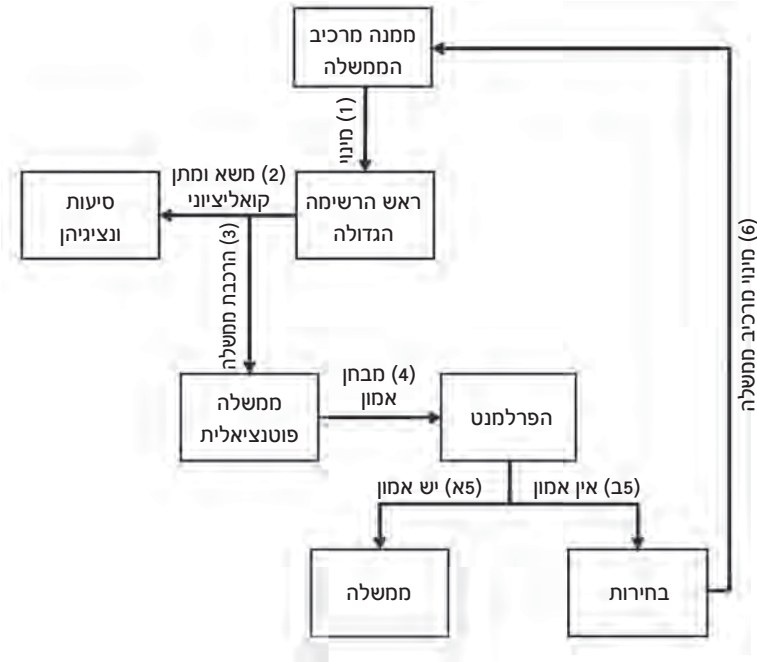 ממנה מרכיב
הממשלה
(1) מינוי
ראש הרשימה
הגדולה
(2) משא ומתן
קואליציוני
סיעות
ונציגיהן
(3) הרכבת ממשלה
ממשלה
פוטנציאלית
(4) מבחן
אמון
הפרלמנט
(5א) יש אמון
(5ב) אין אמון
ממשלה
בחירות
(6) מינוי מרכיב ממשלה